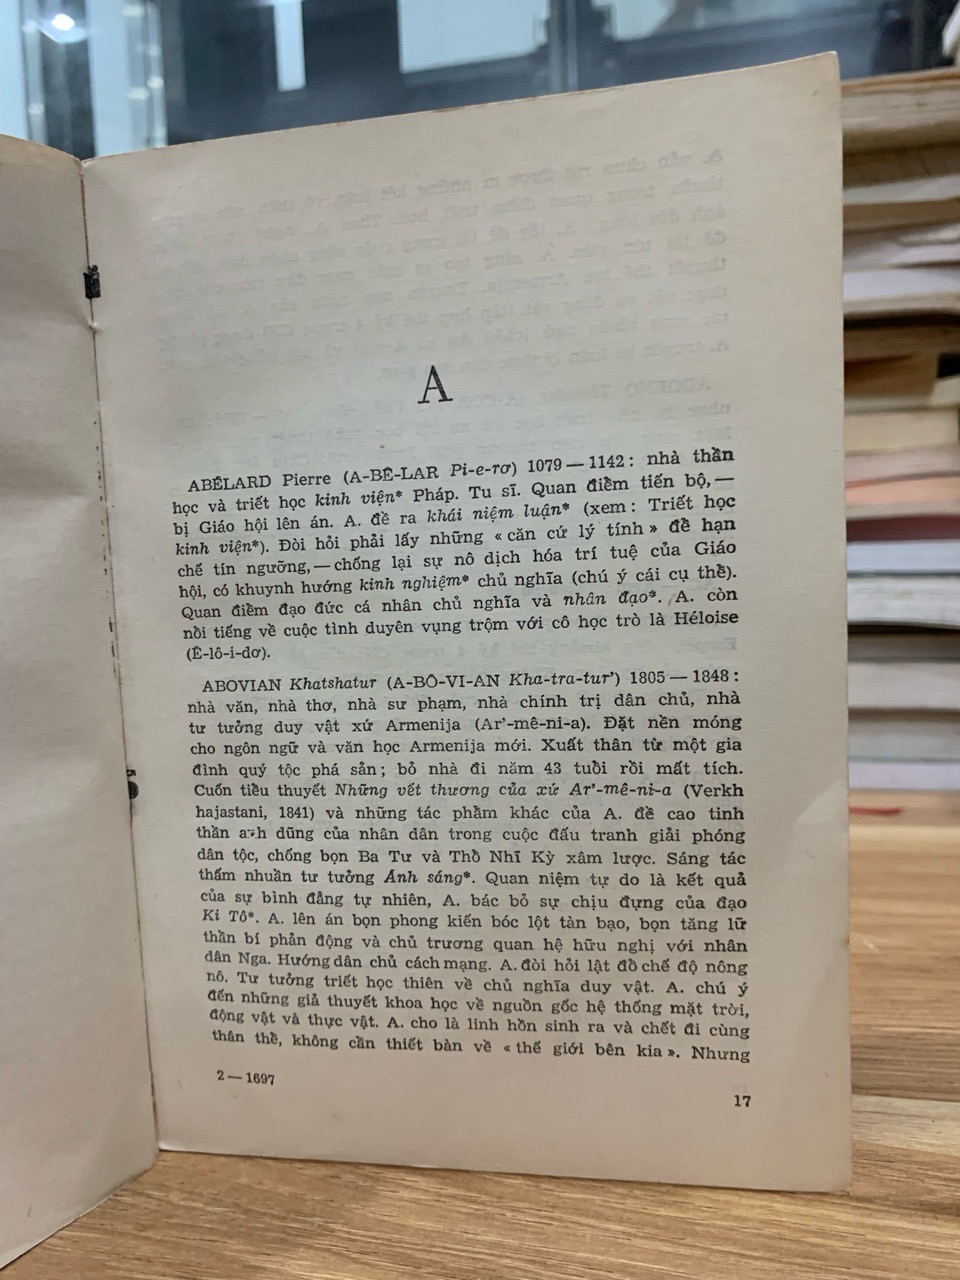 A
ABÉLARD Pierre (A-BÊ-LAR Pi-e-rơ) 1079 — 1142 : nhà thần
học và triết học kinh viện* Pháp. Tu sĩ. Quan điểm tiến bộ, —
bị Giáo hội lên án. A. đề ra khái niệm luận* (xem : Triết học
kinh viện*). Đòi hỏi phải lấy những « căn cứ lý tính » để hạn
chế tín ngưỡng, — chống lại sự nô dịch hóa trí tuệ của Giáo
hội, có khuynh hướng kinh nghiệm* chủ nghĩa (chú ý cái cụ thể).
Quan điểm đạo đức cá nhân chủ nghĩa và nhân đạo*. A. còn
nổi tiếng về cuộc tình duyên vụng trộm với cô học trò là Héloise
(Ê-lô-i-dơ).
ABOVIAN Khatshatur (A-BÔ-VI-AN Kha-tra-tur') 1805 — 1848 :
nhà văn, nhà thơ, nhà sư phạm, nhà chính trị dân chủ, nhà
tư tưởng duy vật xứ Armenija (Ar'-mê-ni-a). Đặt nền móng
cho ngôn ngữ và văn học Armenija mới. Xuất thân từ một gia
đình quý tộc phá sản ; bỏ nhà đi năm 43 tuổi rồi mất tích.
Cuốn tiểu thuyết Những vết thương của xứ Ar'-mê-ni-a (Verkh
hajastani, 1841) và những tác phẩm khác của A. đề cao tinh
thần anh dũng của nhân dân trong cuộc đấu tranh giải phóng
dân tộc, chống bọn Ba Tư và Thổ Nhĩ Kỳ xâm lược. Sáng tác
thấm nhuần tư tưởng Ánh sáng*. Quan niệm tự do là kết quả
của sự bình đẳng tự nhiên, A. bác bỏ sự chịu đựng của đạo
Ki Tô*. A. lên án bọn phong kiến bóc lột tàn bạo, bọn tăng lữ
thần bí phản động và chủ trương quan hệ hữu nghị với nhân
dân Nga. Hướng dân chủ cách mạng. A. đòi hỏi lật đổ chế độ nông
nô. Tư tưởng triết học thiên về chủ nghĩa duy vật. A. chú ý
đến những giả thuyết khoa học về nguồn gốc hệ thống mặt trời,
động vật và thực vật. A. cho là linh hồn sinh ra và chết đi cùng
thân thể, không cần thiết bàn về « thế giới bên kia ». Nhưng
2 — 1697
17